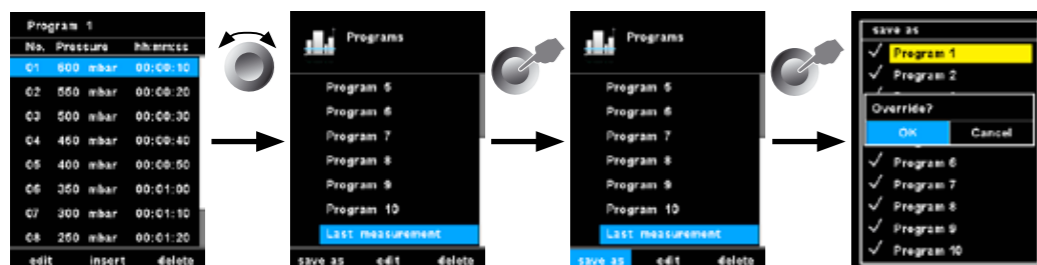 Program 1
No. Pressure hh:mm:ss
01 600 mbar 00:00:10
02 550 mbar 00:00:20
03 500 mbar 00:00:30
04 450 mbar 00:00:40
05 400 mbar 00:00:50
06 350 mbar 00:01:00
07 300 mbar 00:01:10
08 250 mbar 00:01:20
edit insert delete
Programs
Program 5
Program 6
Program 7
Program 8
Program 9
Program 10
Last measurement
save as edit delete
Programs
Program 5
Program 6
Program 7
Program 8
Program 9
Program 10
Last measurement
save as edit delete
save as
Program 1
Program 2
Override?
OK Cancel
Program 6
Program 7
Program 8
Program 9
Program 10